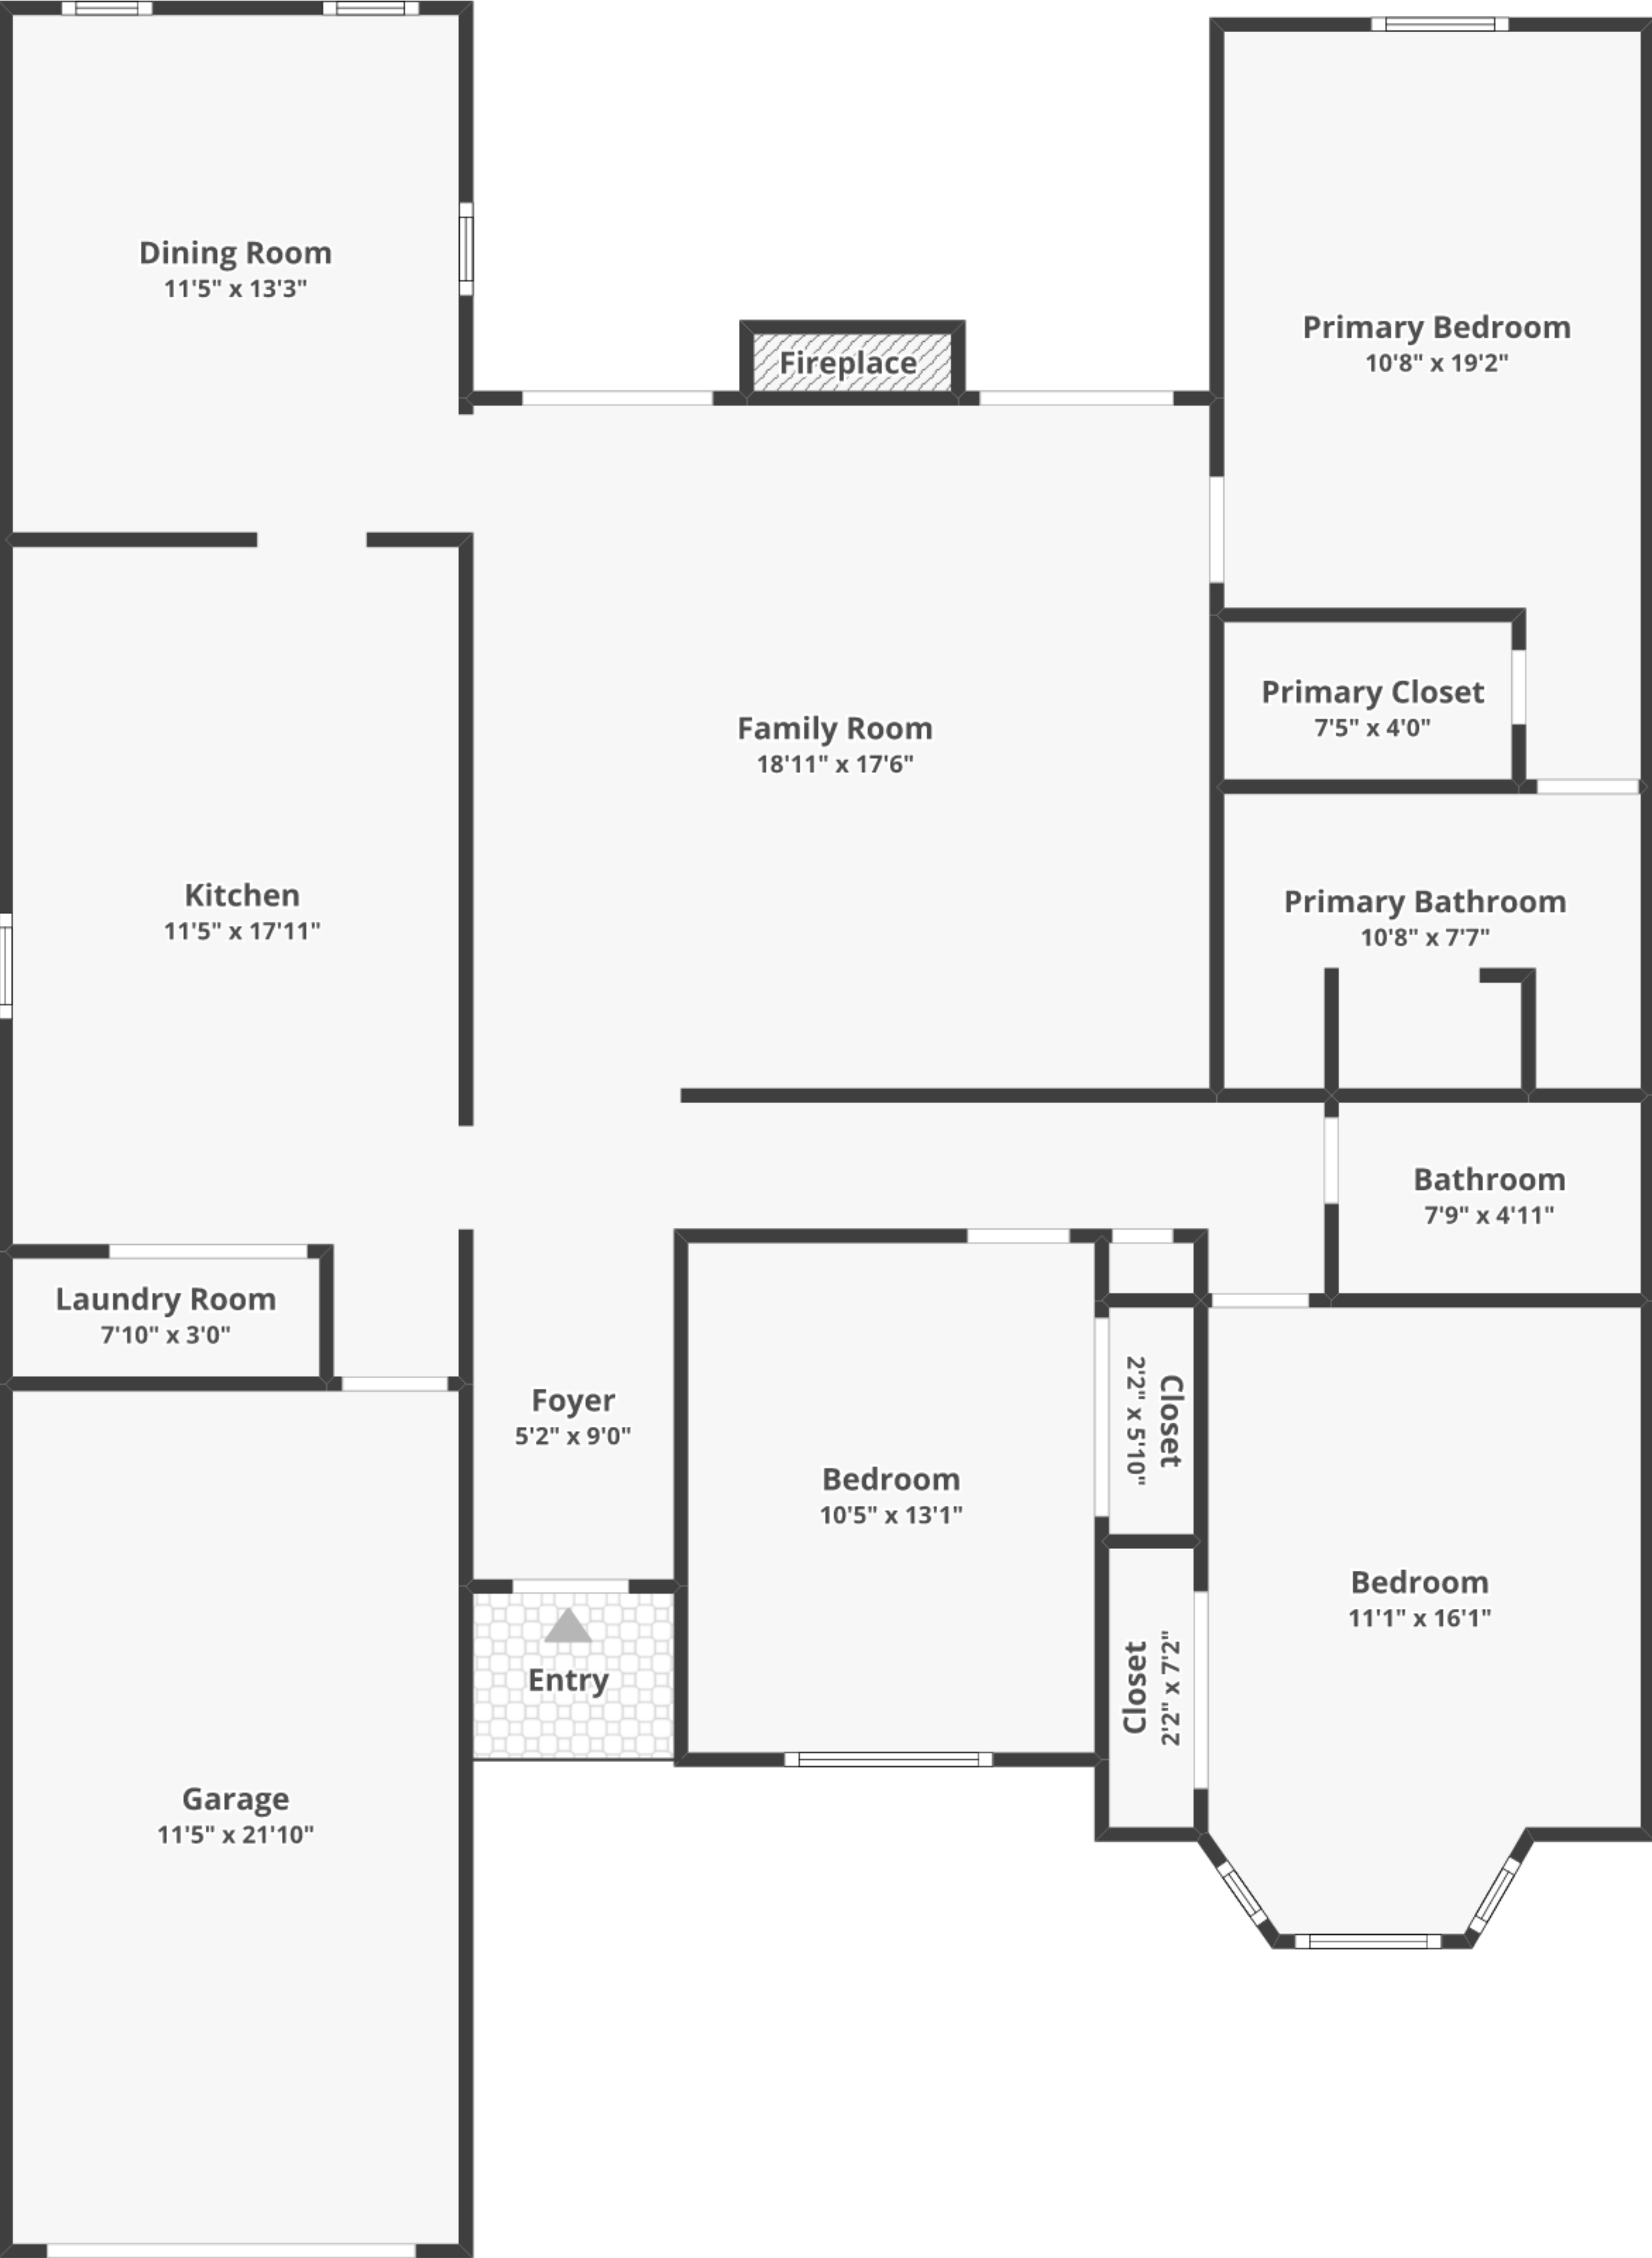 Dining Room
11'5" x 13'3"
Fireplace
Primary Bedroom
10'8" x 19'2"
Primary Closet
7'5" x 4'0"
Family Room
18'11" x 17'6"
Kitchen
11'5" x 17'11"
Primary Bathroom
10'8" x 7'7"
Bathroom
7'9" x 4'11"
Laundry Room
7'10" x 3'0"
Foyer
5'2" x 9'0"
Closet
2'2" x 5'10"
Bedroom
10'5" x 13'1"
Bedroom
11'1" x 16'1"
Closet
2'2" x 7'2"
Entry
Garage
11'5" x 21'10"